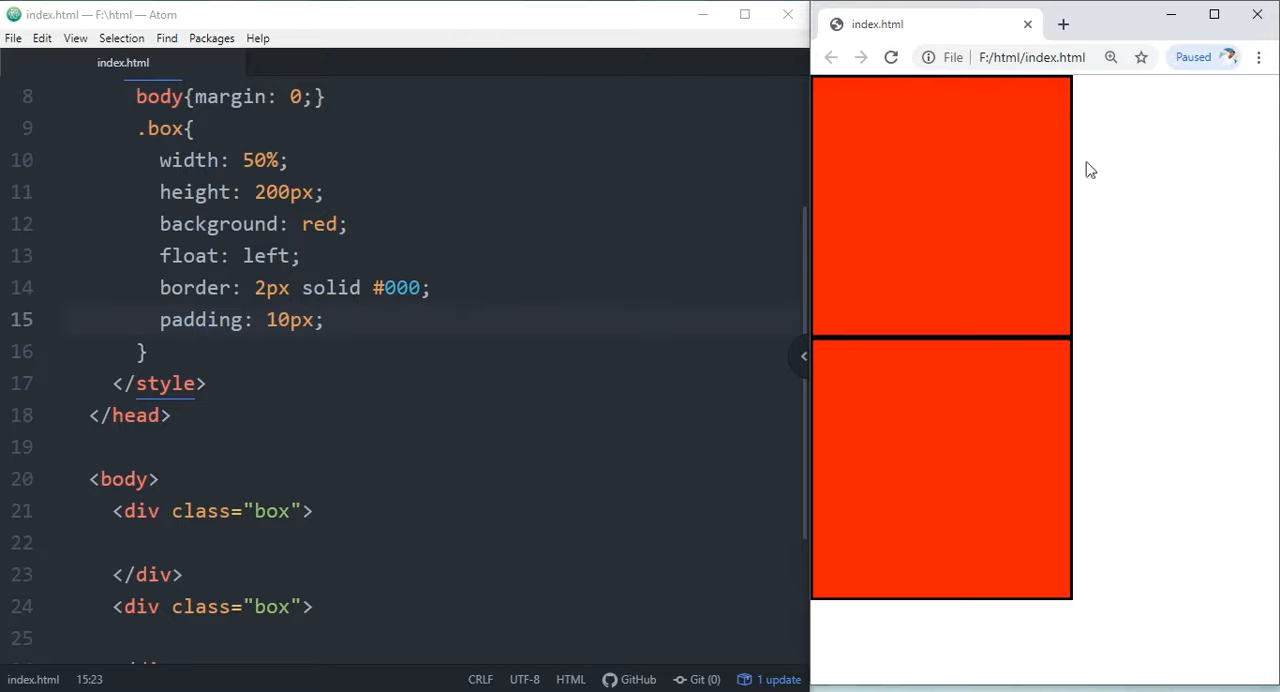 index.html — F:\html — Atom
File Edit View Selection Find Packages Help
index.html
8 body{margin: 0;}
9 .box{
10 width: 50%;
11 height: 200px;
12 background: red;
13 float: left;
14 border: 2px solid #000;
15 padding: 10px;
16 }
17 </style>
18 </head>
19
20 <body>
21 <div class="box">
22
23 </div>
24 <div class="box">
25
index.html 15:23 CRLF UTF-8 HTML GitHub Git (0) 1 update
index.html
File F:/html/index.html Paused